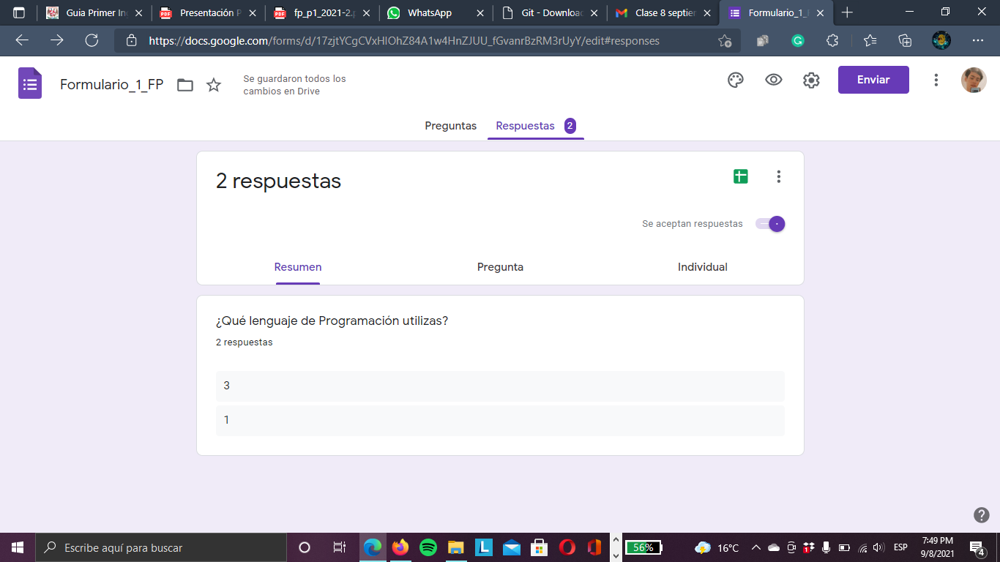 Guia Primer In
Presentación P
fp_p1_2021-2.p
WhatsApp
Git - Downloa
Clase 8 septie
Formulario_1_F
https://docs.google.com/forms/d/17zjtYCgCVxHIOhZ84A1w4HnZJUU_fGvanrBzRM3rUyY/edit#responses
Formulario_1_FP
Se guardaron todos los
cambios en Drive
Enviar
Preguntas
Respuestas 2
2 respuestas
Se aceptan respuestas
Resumen
Pregunta
Individual
¿Qué lenguaje de Programación utilizas?
2 respuestas
3
1
Escribe aquí para buscar
L
56%
16°C
ESP
7:49 PM
9/8/2021
4